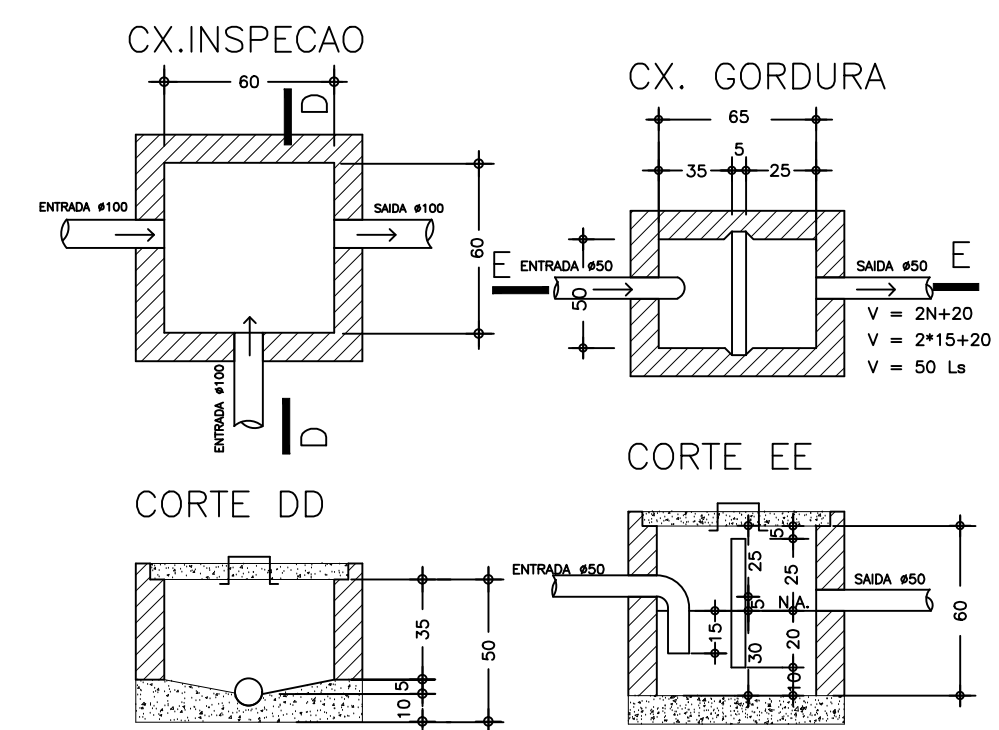 CX.INSPECAO
60
D
ENTRADA ø100
SAIDA ø100
60
ENTRADA ø100
D
CX. GORDURA
65
5
35
25
E
ENTRADA ø50
50
SAIDA ø50
E
V = 2N+20
V = 2*15+20
V = 50 Ls
CORTE DD
35
50
5
10
CORTE EE
ENTRADA ø50
5
25
25
SAIDA ø50
5
N.A.
60
15
30
20
10